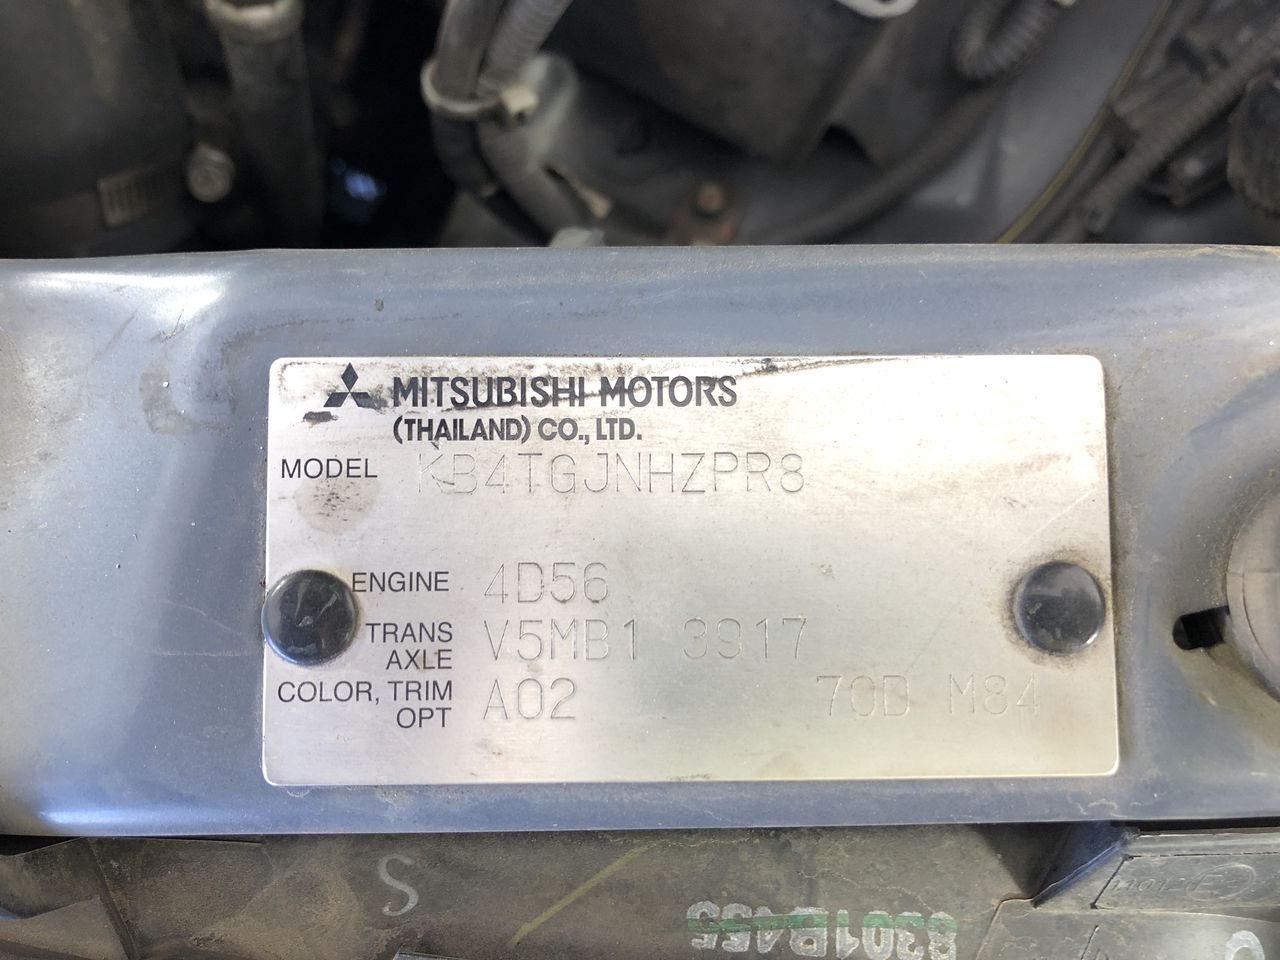 MITSUBISHI MOTORS
(THAILAND) CO., LTD.
MODEL KB4TGJNHZPR8
ENGINE 4D56
TRANS AXLE V5MB1 3917
COLOR, TRIM OPT A02 70D M84
S
8301B455